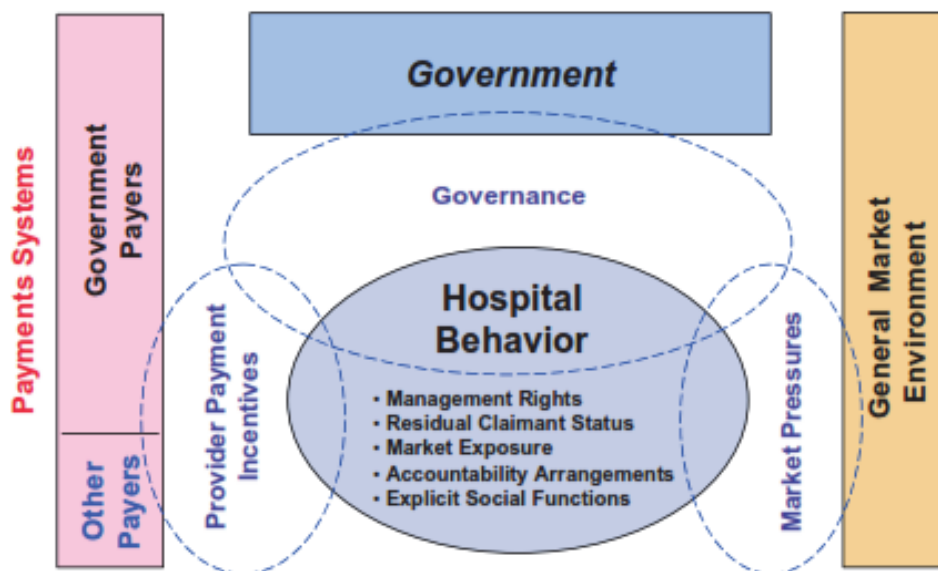 Government
Governance
Payments Systems
Government
Payers
Other
Payers
Provider Payment
Incentives
Hospital
Behavior
• Management Rights
• Residual Claimant Status
• Market Exposure
• Accountability Arrangements
• Explicit Social Functions
Market Pressures
General Market
Environment